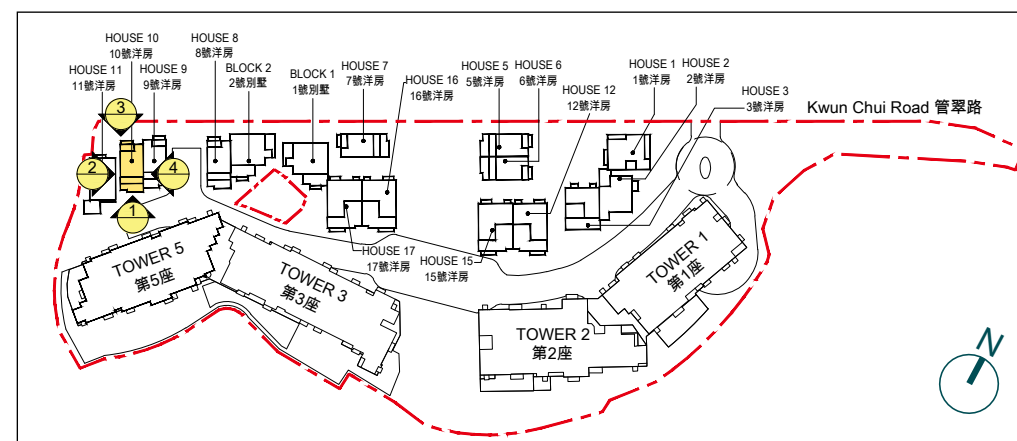 HOUSE 10
10號洋房
HOUSE 8
8號洋房
HOUSE 11
11號洋房
HOUSE 9
9號洋房
BLOCK 2
2號別墅
BLOCK 1
1號別墅
HOUSE 7
7號洋房
HOUSE 16
16號洋房
HOUSE 5
5號洋房
HOUSE 6
6號洋房
HOUSE 12
12號洋房
HOUSE 1
1號洋房
HOUSE 2
2號洋房
HOUSE 3
3號洋房
Kwun Chui Road 管翠路
3
2
4
1
HOUSE 17
17號洋房
HOUSE 15
15號洋房
TOWER 5
第5座
TOWER 3
第3座
TOWER 2
第2座
TOWER 1
第1座
N